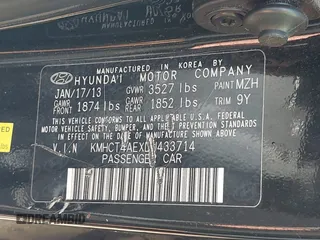 MANUFACTURED IN KOREA BY
HYUNDAI MOTOR COMPANY
JAN/17/13 GVWR 3527 lbs PAINT MZH
GAWR FRONT 1874 lbs GAWR REAR 1852 lbs TRIM 9Y
THIS VEHICLE CONFORMS TO ALL APPLICABLE U.S. FEDERAL MOTOR VEHICLE
SAFETY, BUMPER, AND THEFT PREVENTION STANDARDS
IN EFFECT ON THE DATE OF MANUFACTURE SHOWN ABOVE.
V.I.N KMHCT4AEXDU433714
PASSENGER CAR
DREAMBID